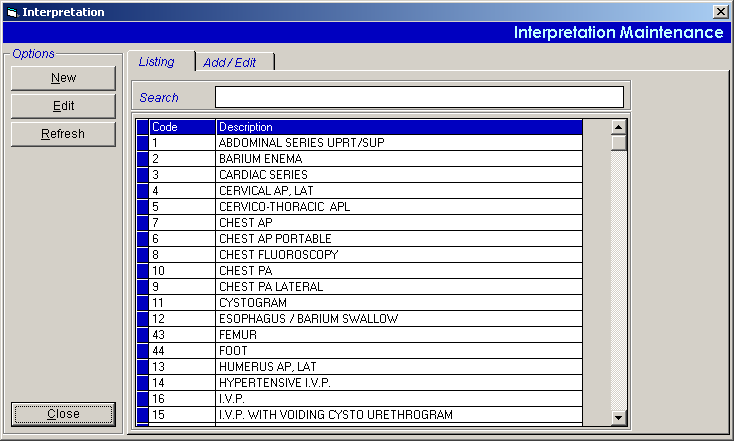 Interpretation
Interpretation Maintenance
Options
New
Edit
Refresh
Close
Listing
Add / Edit
Search
Code Description
1 ABDOMINAL SERIES UPRT/SUP
2 BARIUM ENEMA
3 CARDIAC SERIES
4 CERVICAL AP, LAT
5 CERVICO-THORACIC APL
7 CHEST AP
6 CHEST AP PORTABLE
8 CHEST FLUOROSCOPY
10 CHEST PA
9 CHEST PA LATERAL
11 CYSTOGRAM
12 ESOPHAGUS / BARIUM SWALLOW
43 FEMUR
44 FOOT
13 HUMERUS AP, LAT
14 HYPERTENSIVE I.V.P.
16 I.V.P.
15 I.V.P. WITH VOIDING CYSTO URETHROGRAM